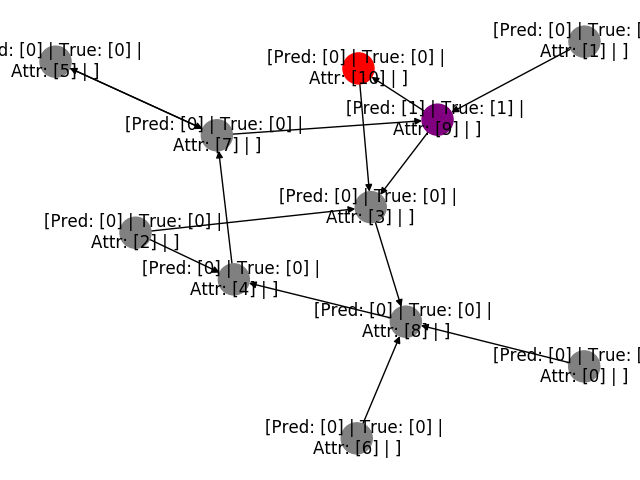 [Pred: [0] | True: [0] |
Attr: [1] | ]
d: [0] | True: [0] |
Attr: [5] | ]
[Pred: [0] | True: [0] |
Attr: [10] | ]
[Pred: [1] | True: [1] |
Attr: [9] | ]
[Pred: [0] | True: [0] |
Attr: [7] | ]
[Pred: [0] | True: [0] |
Attr: [3] | ]
[Pred: [0] | True: [0] |
Attr: [2] | ]
[Pred: [0] | True: [0] |
Attr: [4] | ]
[Pred: [0] | True: [0] |
Attr: [8] | ]
[Pred: [0] | True: [
Attr: [0] | ]
[Pred: [0] | True: [0] |
Attr: [6] | ]